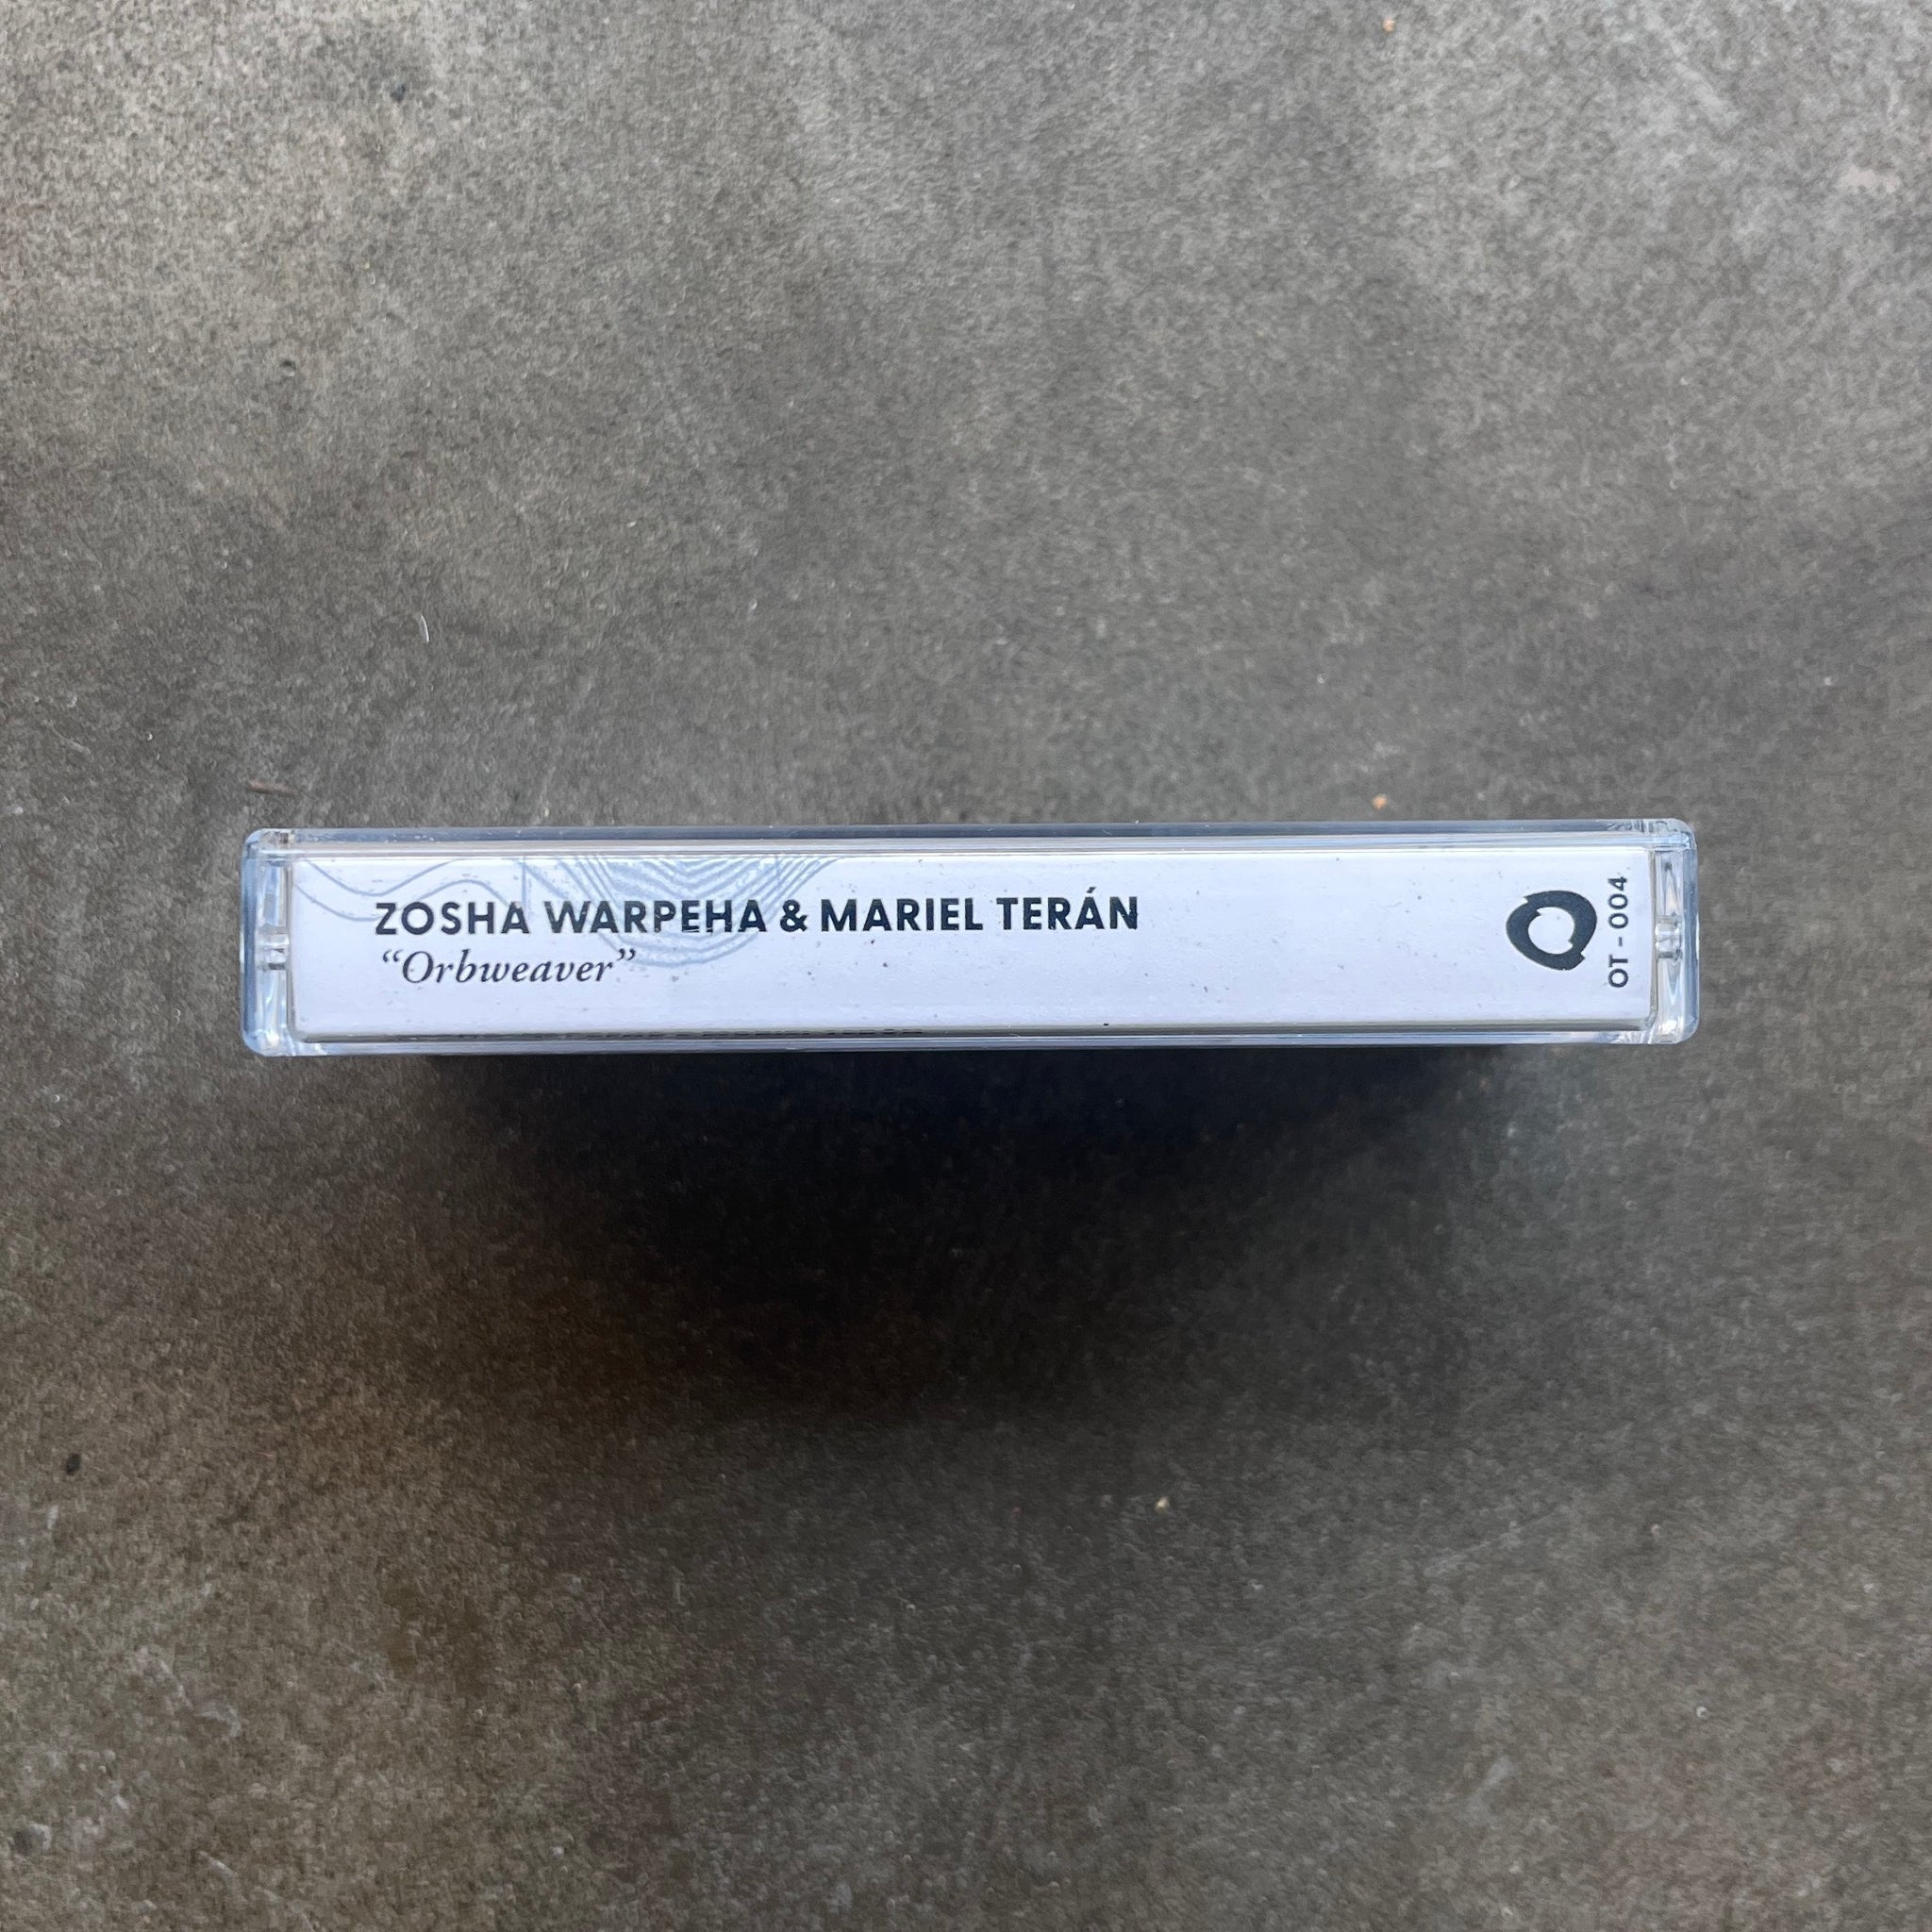 ZOSHA WARPEHA & MARIEL TERÁN
“Orbweaver”
OT-004